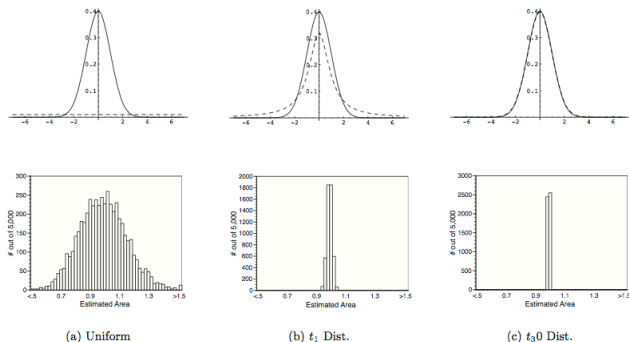 0.4
0.3
0.2
0.1
-6 -4 -2 2 4 6
0.4
0.3
0.2
0.1
-6 -4 -2 2 4 6
0.4
0.3
0.2
0.1
-6 -4 -2 2 4 6
300
250
200
150
100
50
0
# out of 5,000
<.5 0.7 0.9 1.1 1.3 >1.5
Estimated Area
2000
1800
1600
1400
1200
1000
800
600
400
200
0
# out of 5,000
<.5 0.7 0.9 1.1 1.3 >1.5
Estimated Area
3000
2500
2000
1500
1000
500
0
# out of 5,000
<.5 0.7 0.9 1.1 1.3 >1.5
Estimated Area
(a) Uniform
(b) t₁ Dist.
(c) t₃0 Dist.